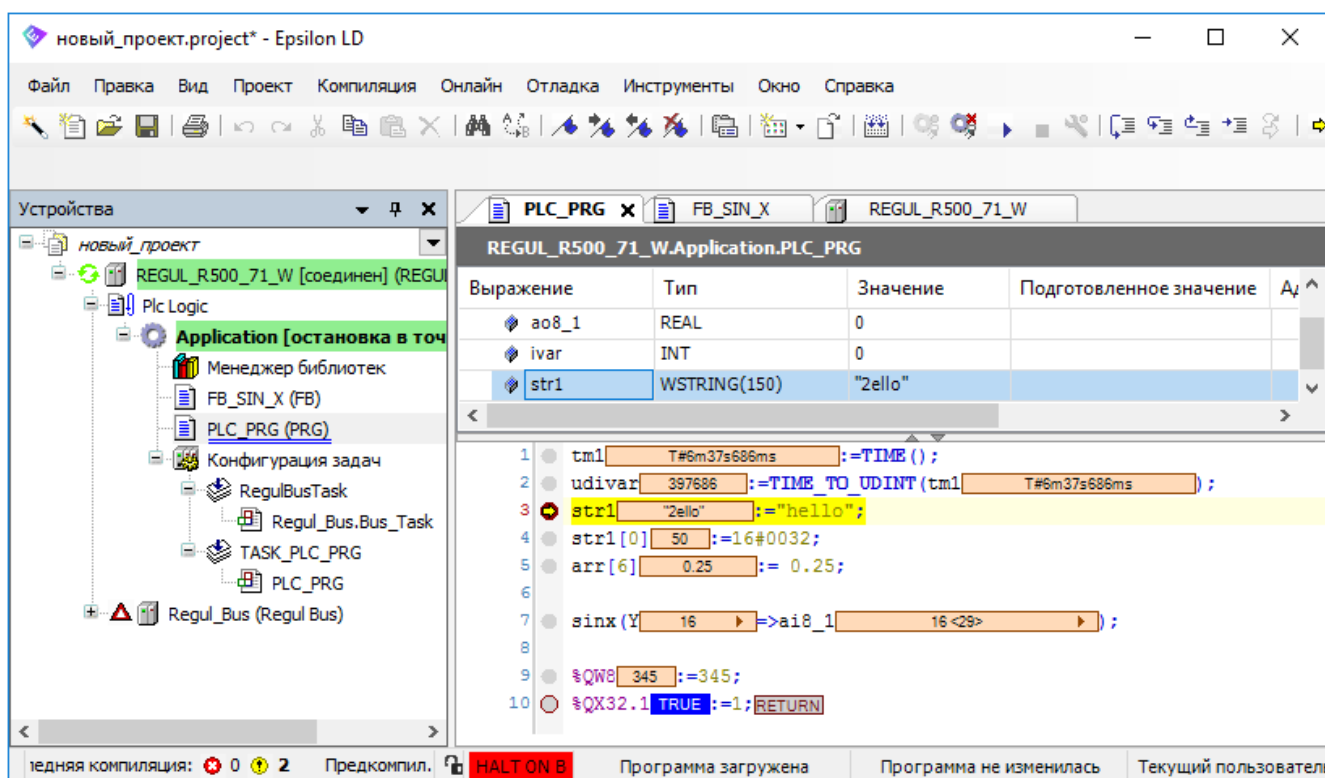 новый_проект.project* - Epsilon LD
Файл Правка Вид Проект Компиляция Онлайн Отладка Инструменты Окно Справка
Устройства
новый_проект
REGUL_R500_71_W [соединен] (REGUL
Plc Logic
Application [остановка в точ
Менеджер библиотек
FB_SIN_X (FB)
PLC_PRG (PRG)
Конфигурация задач
RegulBusTask
Regul_Bus.Bus_Task
TASK_PLC_PRG
PLC_PRG
Regul_Bus (Regul Bus)
PLC_PRG FB_SIN_X REGUL_R500_71_W
REGUL_R500_71_W.Application.PLC_PRG
Выражение Тип Значение Подготовленное значение
ao8_1 REAL 0
ivar INT 0
str1 WSTRING(150) "2ello"
1 tm1 T#6m37s686ms :=TIME();
2 udivar 397686 :=TIME_TO_UDINT(tm1 T#6m37s686ms );
3 str1 "2ello" :="hello";
4 str1[0] 50 :=16#0032;
5 arr[6] 0.25 := 0.25;
6
7 sinx(Y 16 =>ai8_1 16 <29> );
8
9 %QW8 345 :=345;
10 %QX32.1 TRUE :=1; RETURN
едняя компиляция: 0 2 Предкомпил. HALT ON B Программа загружена Программа не изменилась Текущий пользовател